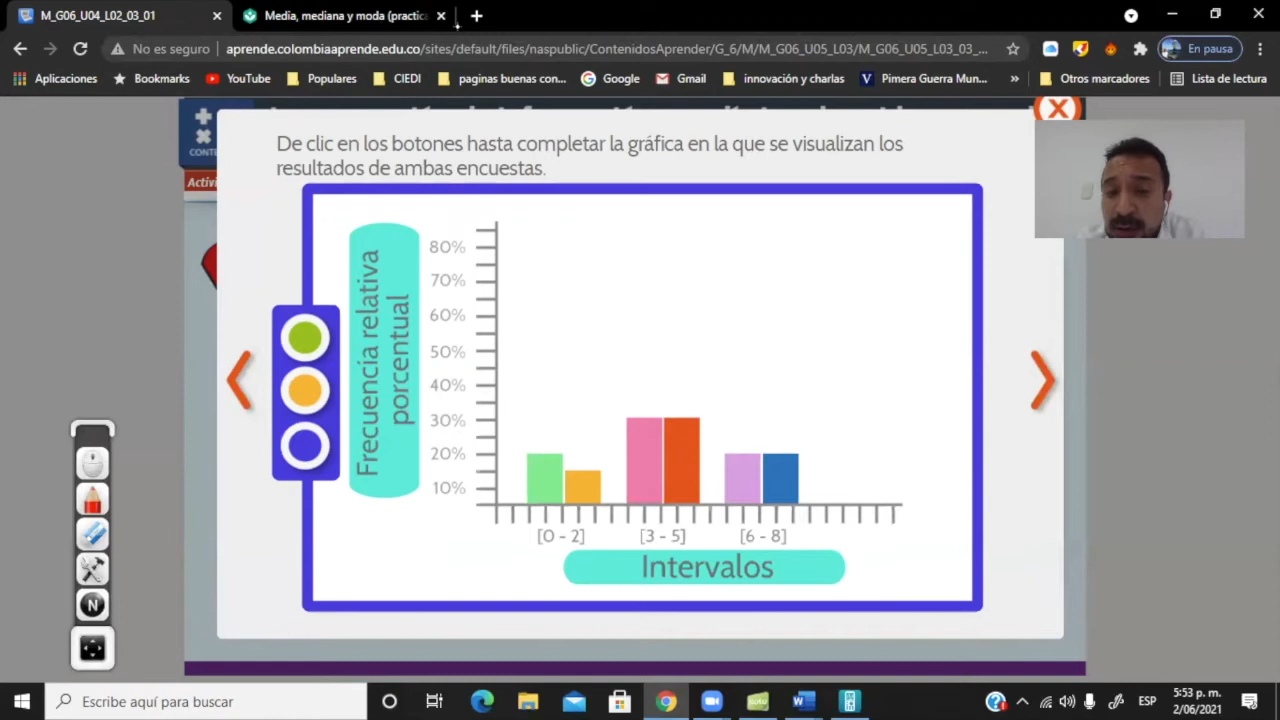 M_G06_U04_L02_03_01
Media, mediana y moda (practica
No es seguro
aprende.colombiaaprende.edu.co/sites/default/files/naspublic/ContenidosAprender/G_6/M/M_G06_U05_L03/M_G06_U05_L03_03_...
En pausa
Aplicaciones
Bookmarks
YouTube
Populares
CIEDI
paginas buenas con...
Google
Gmail
innovación y charlas
Pimera Guerra Mun...
»
Otros marcadores
Lista de lectura
CONTE
Activi
De clic en los botones hasta completar la gráfica en la que se visualizan los
resultados de ambas encuestas.
Frecuencia relativa
porcentual
80%
70%
60%
50%
40%
30%
20%
10%
[0 - 2]
[3 - 5]
[6 - 8]
Intervalos
N
Escribe aquí para buscar
ESP
5:53 p. m.
2/06/2021